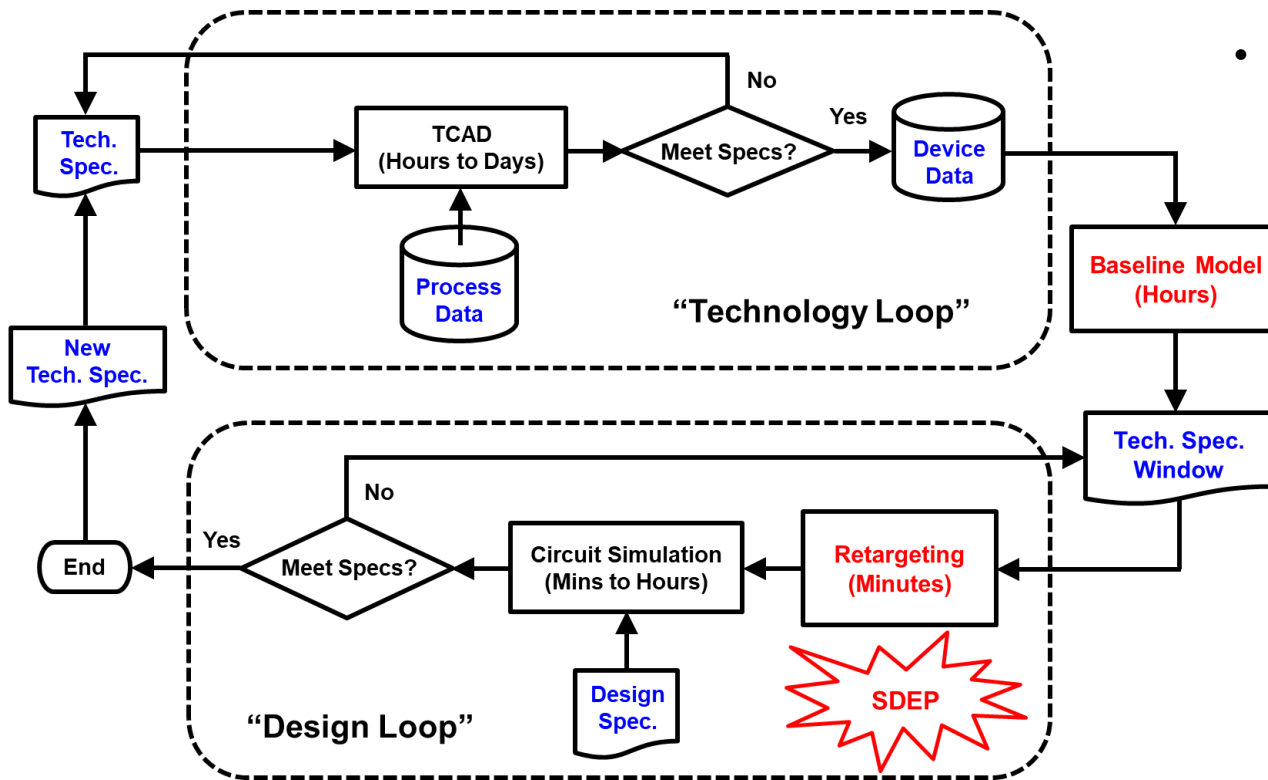 No
Yes
Tech.
Spec.
TCAD
(Hours to Days)
Meet Specs?
Device
Data
Process
Data
“Technology Loop”
Baseline Model
(Hours)
New
Tech. Spec.
Tech. Spec.
Window
No
Yes
End
Meet Specs?
Circuit Simulation
(Mins to Hours)
Retargeting
(Minutes)
Design
Spec.
SDEP
“Design Loop”